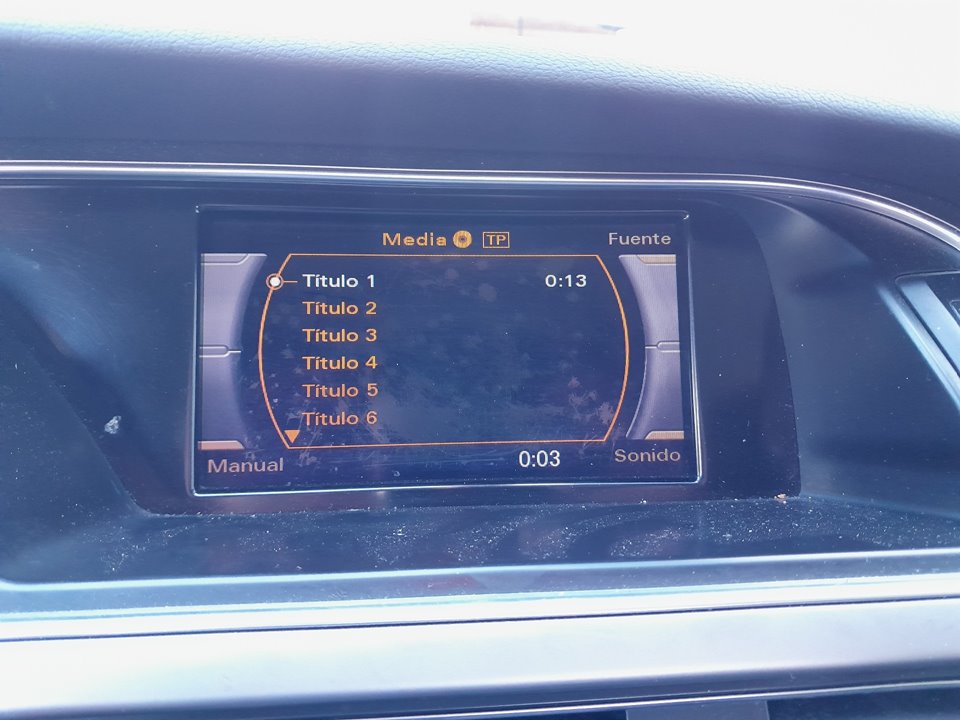 Media TP Fuente
Título 1 0:13
Título 2
Título 3
Título 4
Título 5
Título 6
Manual 0:03 Sonido